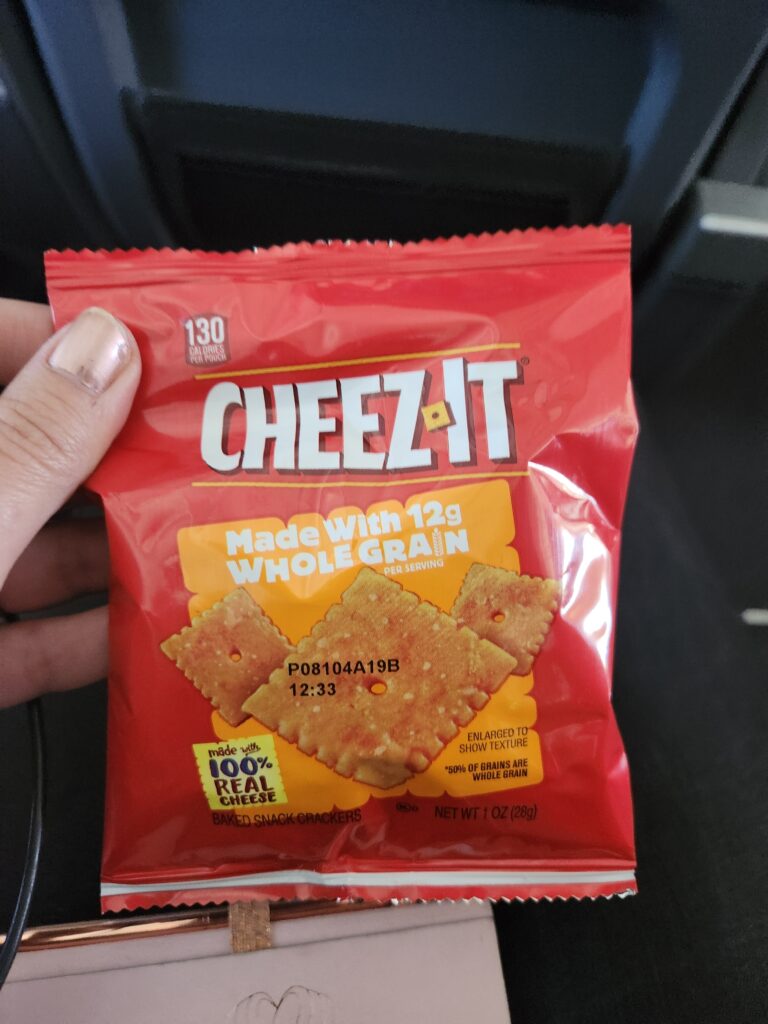 130
CALORIES
PER POUCH
CHEEZ-IT®
Made With 12g
WHOLE GRAIN
PER SERVING
P08104A19B
12:33
ENLARGED TO
SHOW TEXTURE
*50% OF GRAINS ARE
WHOLE GRAIN
made with
100%
REAL
CHEESE
BAKED SNACK CRACKERS
NET WT 1 OZ (28g)